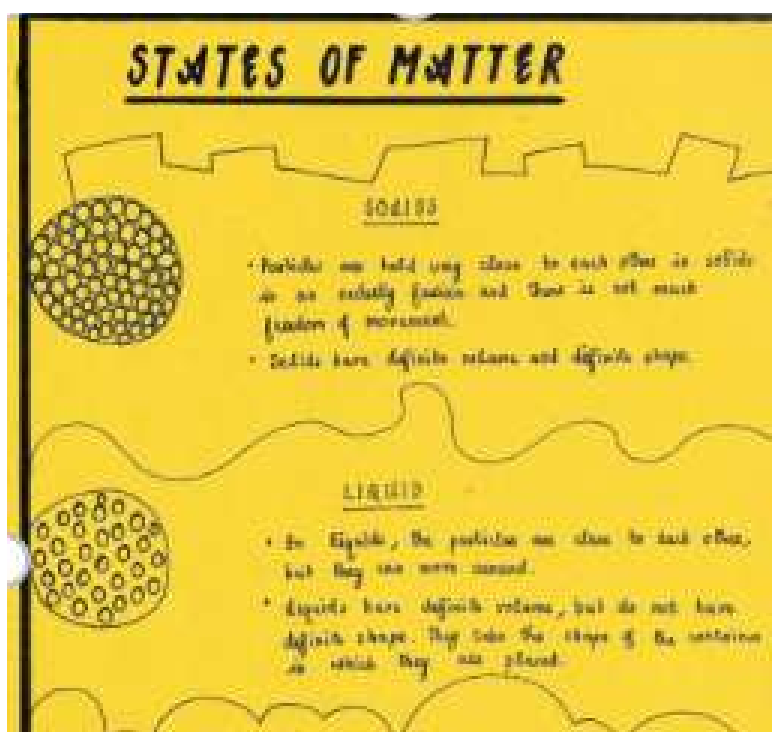 STATES OF MATTER
SOLIDS
• Particles are held very close to each other in solids
in an orderly fashion and there is not much
freedom of movement.
• Solids have definite volume and definite shape.
LIQUID
• In liquids, the particles are close to each other,
but they can move around.
• Liquids have definite volume, but do not have
definite shape. They take the shape of the container
in which they are placed.